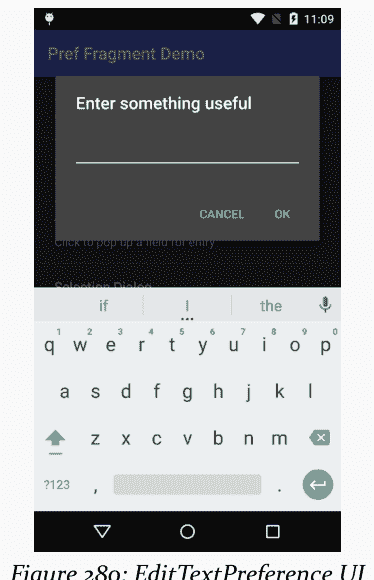 11:09
Pref Fragment Demo
Enter something useful
CANCEL OK
Click to pop up a field for entry
Selection Dialog
if I the
1 2 3 4 5 6 7 8 9 0
q w e r t y u i o p
a s d f g h j k l
z x c v b n m
?123 , .
Figure 280: EditTextPreference UI